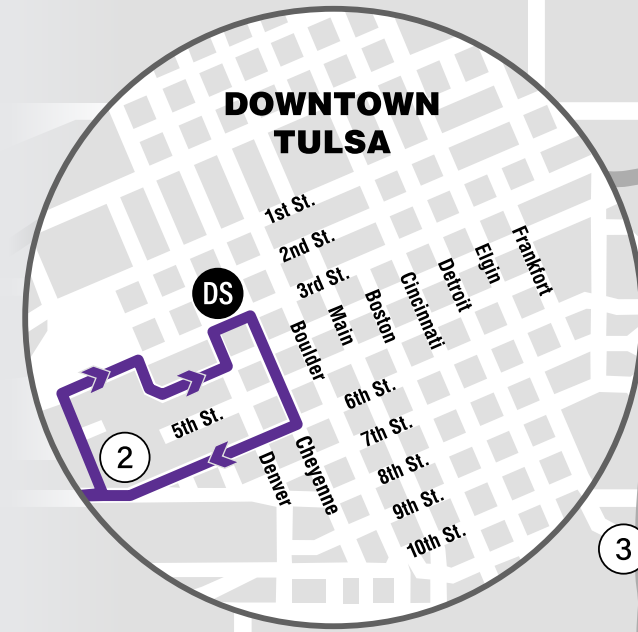 DOWNTOWN
TULSA
1st St.
2nd St.
3rd St.
DS
Boulder
Main
Boston
Cincinnati
Detroit
Elgin
Frankfort
5th St.
6th St.
7th St.
8th St.
9th St.
10th St.
2
Denver
Cheyenne
3